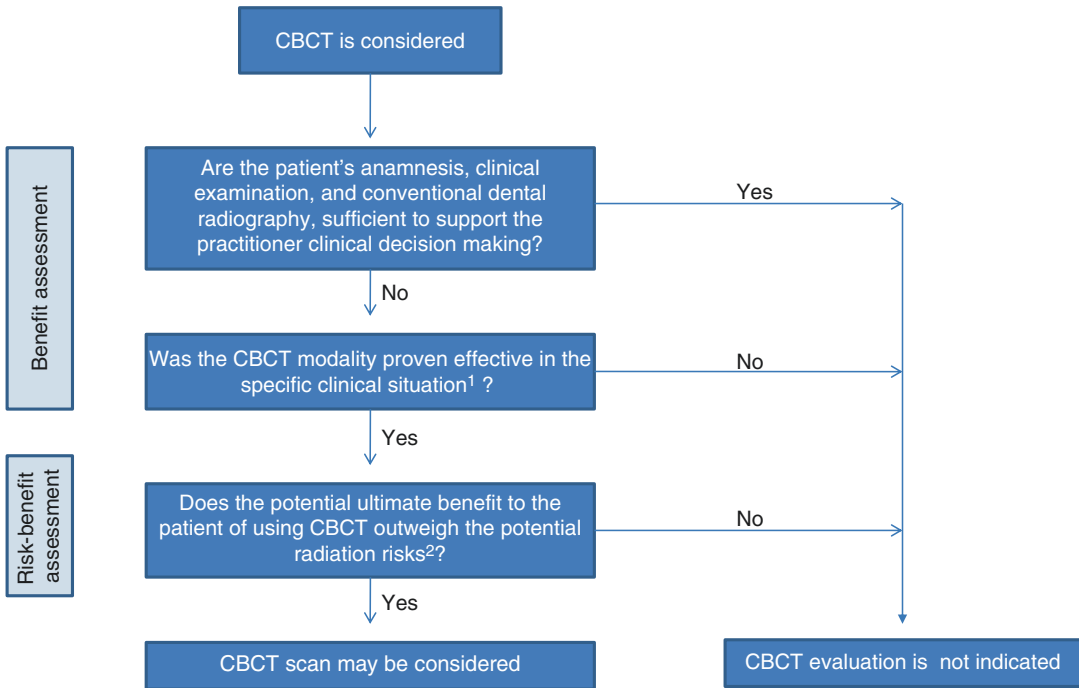 CBCT is considered
Benefit assessment
Are the patient's anamnesis, clinical
examination, and conventional dental
radiography, sufficient to support the
practitioner clinical decision making?
Yes
No
Was the CBCT modality proven effective in the
specific clinical situation¹ ?
No
Yes
Risk-benefit
assessment
Does the potential ultimate benefit to the
patient of using CBCT outweigh the potential
radiation risks²?
No
Yes
CBCT scan may be considered
CBCT evaluation is not indicated